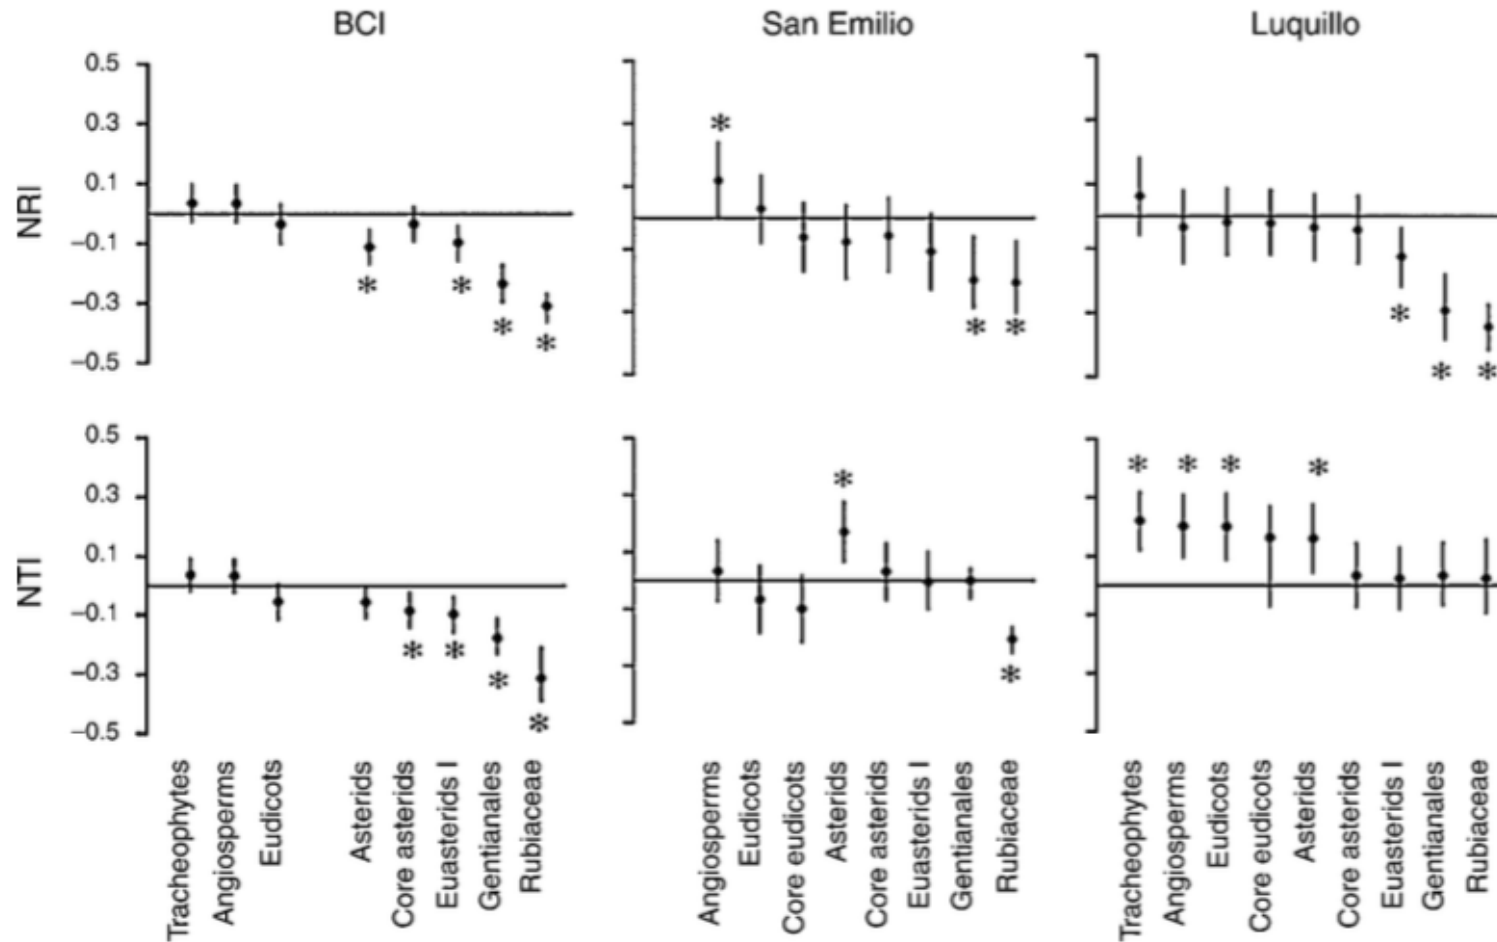 BCI San Emilio Luquillo
NRI
0.5
0.3
0.1
−0.1
−0.3
−0.5
*
* * * *
* *
* * *
NTI
0.5
0.3
0.1
−0.1
−0.3
−0.5
* * * *
*
*
* * * *
Tracheophytes
Angiosperms
Eudicots
Asterids
Core asterids
Euasterids I
Gentianales
Rubiaceae
Angiosperms
Eudicots
Core eudicots
Asterids
Core asterids
Euasterids I
Gentianales
Rubiaceae
Tracheophytes
Angiosperms
Eudicots
Core eudicots
Asterids
Core asterids
Euasterids I
Gentianales
Rubiaceae